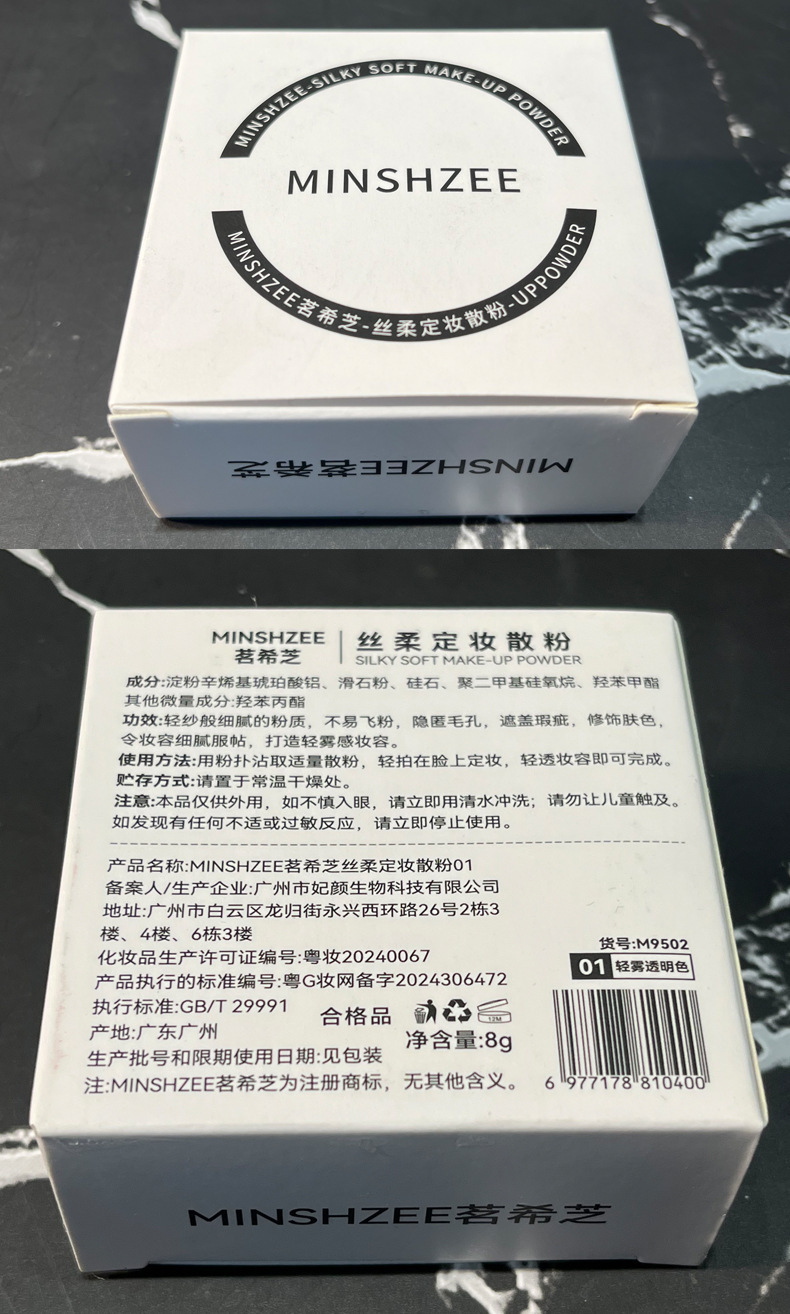 MINSHZEE-SILKY SOFT MAKE-UP POWDER
MINSHZEE
MINSHZEE茗希芝-丝柔定妆散粉-UPPOWDER
MINSHZEE茗希芝
MINSHZEE
茗希芝
丝柔定妆散粉
SILKY SOFT MAKE-UP POWDER
成分:淀粉辛烯基琥珀酸铝、滑石粉、硅石、聚二甲基硅氧烷、羟苯甲酯
其他微量成分:羟苯丙酯
功效:轻纱般细腻的粉质，不易飞粉，隐匿毛孔，遮盖瑕疵，修饰肤色，
令妆容细腻服帖，打造轻雾感妆容。
使用方法:用粉扑沾取适量散粉，轻拍在脸上定妆，轻透妆容即可完成。
贮存方式:请置于常温干燥处。
注意:本品仅供外用，如不慎入眼，请立即用清水冲洗；请勿让儿童触及。
如发现有任何不适或过敏反应，请立即停止使用。
产品名称:MINSHZEE茗希芝丝柔定妆散粉01
备案人/生产企业:广州市妃颜生物科技有限公司
地址:广州市白云区龙归街永兴西环路26号2栋3
楼、4楼、6栋3楼
化妆品生产许可证编号:粤妆20240067
产品执行的标准编号:粤G妆网备字2024306472
执行标准:GB/T 29991
产地:广东广州
生产批号和限期使用日期:见包装
注:MINSHZEE茗希芝为注册商标，无其他含义。
合格品
12M
净含量:8g
货号:M9502
01 轻雾透明色
6 977178 810400
MINSHZEE茗希芝